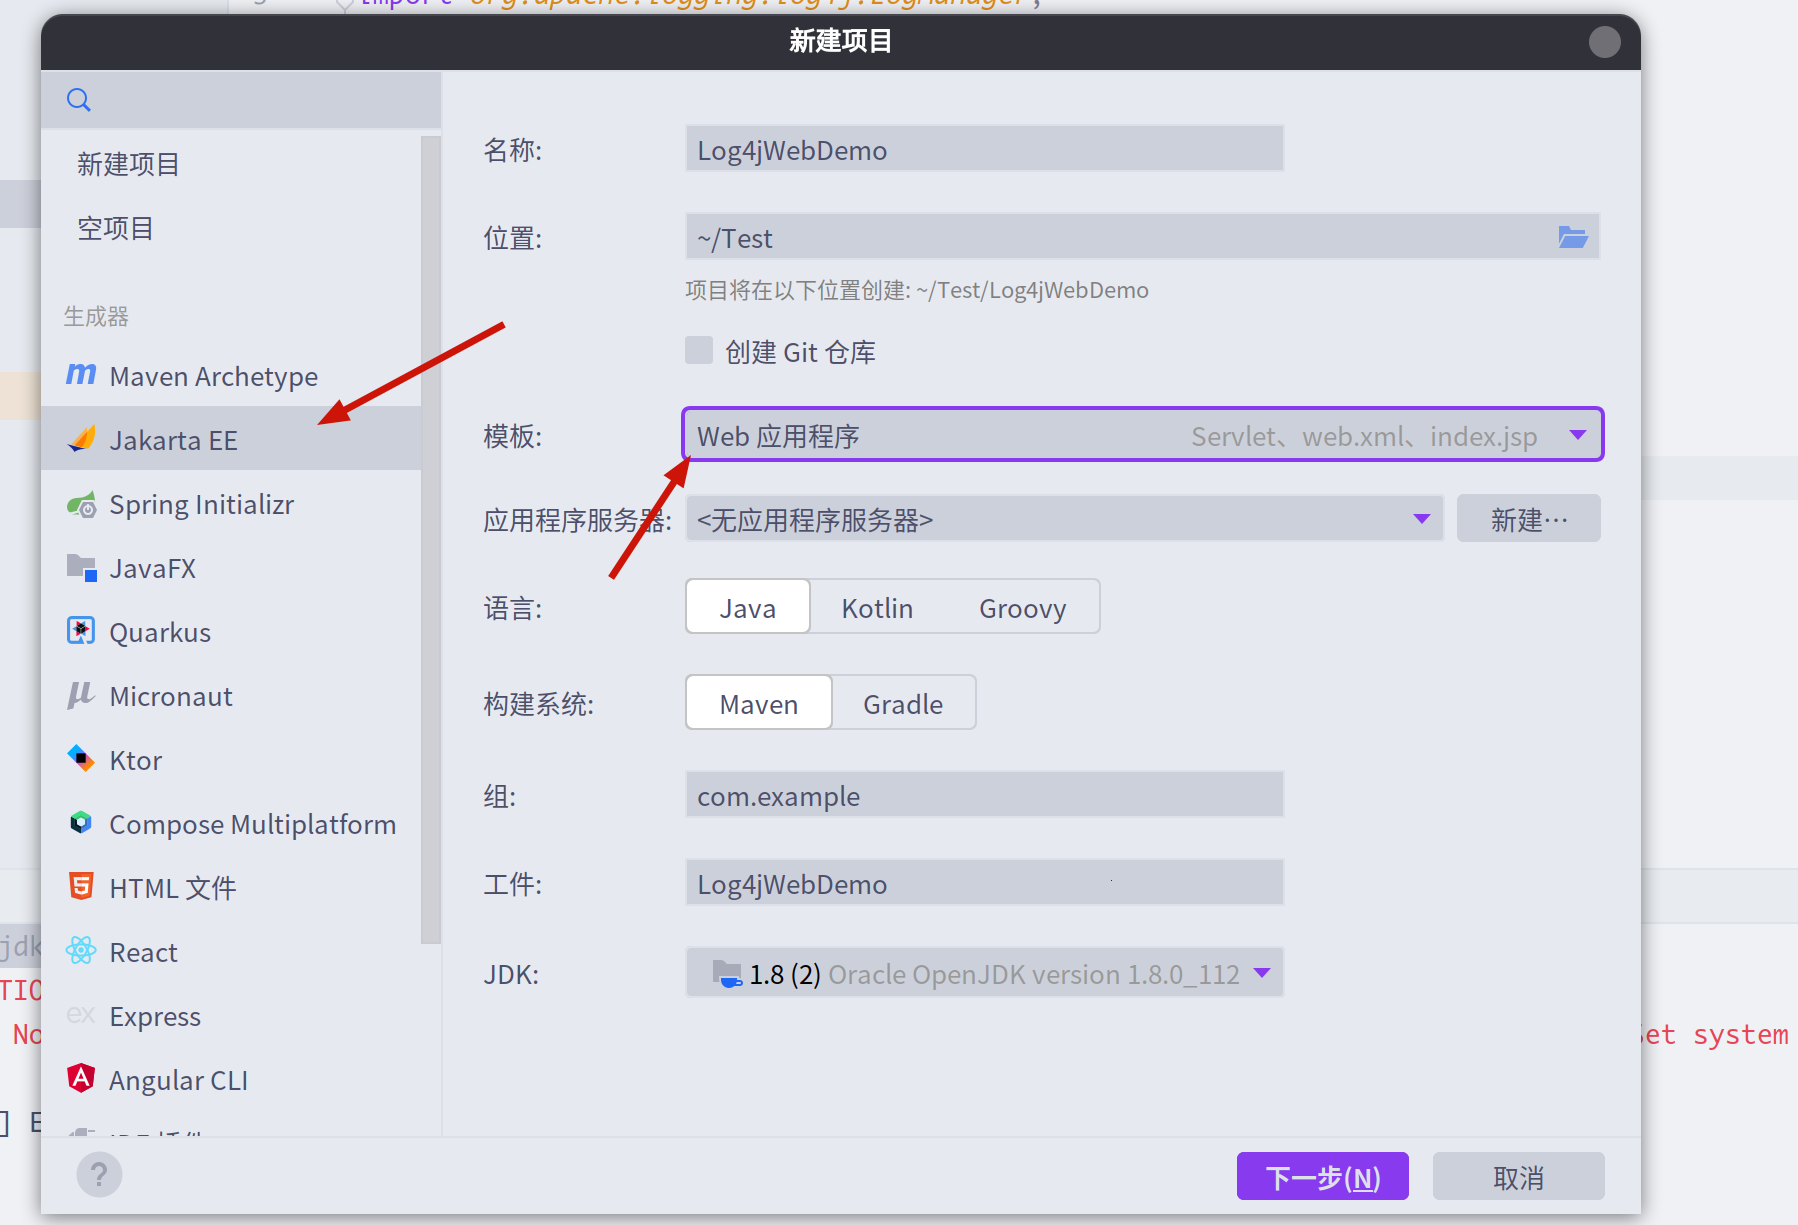 import org.apache.logging.log4j.LogManager;
新建项目
新建项目
空项目
生成器
Maven Archetype
Jakarta EE
Spring Initializr
JavaFX
Quarkus
Micronaut
Ktor
Compose Multiplatform
HTML 文件
React
ex Express
Angular CLI
名称: Log4jWebDemo
位置: ~/Test
项目将在以下位置创建: ~/Test/Log4jWebDemo
创建 Git 仓库
模板: Web 应用程序 Servlet、web.xml、index.jsp
应用程序服务器: <无应用程序服务器> 新建…
语言: Java Kotlin Groovy
构建系统: Maven Gradle
组: com.example
工件: Log4jWebDemo
JDK: 1.8 (2) Oracle OpenJDK version 1.8.0_112
jdk
TIO
No
et system
] E
? 下一步(N) 取消